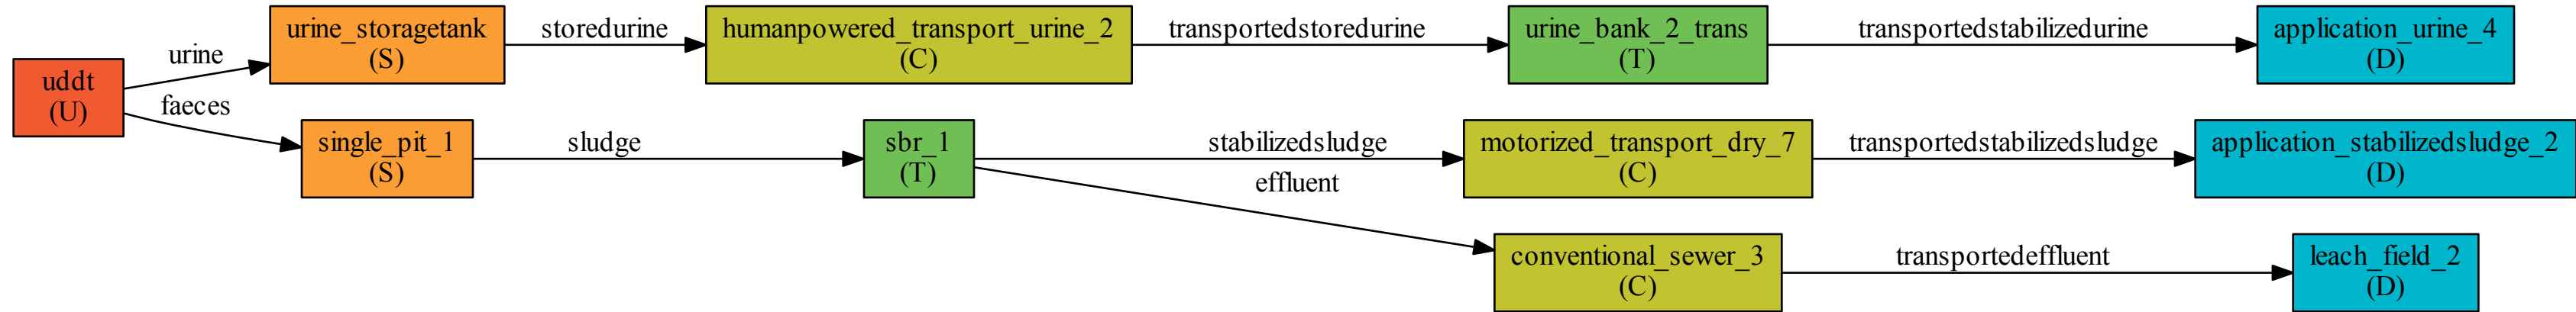 uddt
(U)
urine
faeces
urine_storagetank
(S)
storedurine
humanpowered_transport_urine_2
(C)
transportedstoredurine
urine_bank_2_trans
(T)
transportedstabilizedurine
application_urine_4
(D)
single_pit_1
(S)
sludge
sbr_1
(T)
stabilizedsludge
effluent
motorized_transport_dry_7
(C)
transportedstabilizedsludge
application_stabilizedsludge_2
(D)
conventional_sewer_3
(C)
transportedeffluent
leach_field_2
(D)